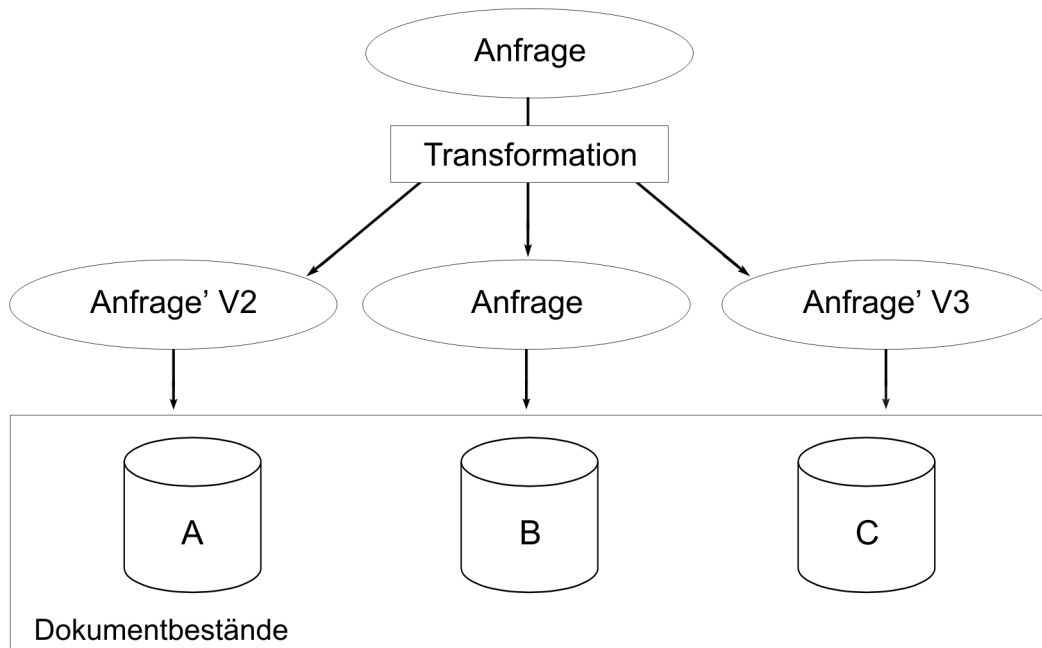 Anfrage
Transformation
Anfrage’ V2
Anfrage
Anfrage’ V3
A
B
C
Dokumentbestände